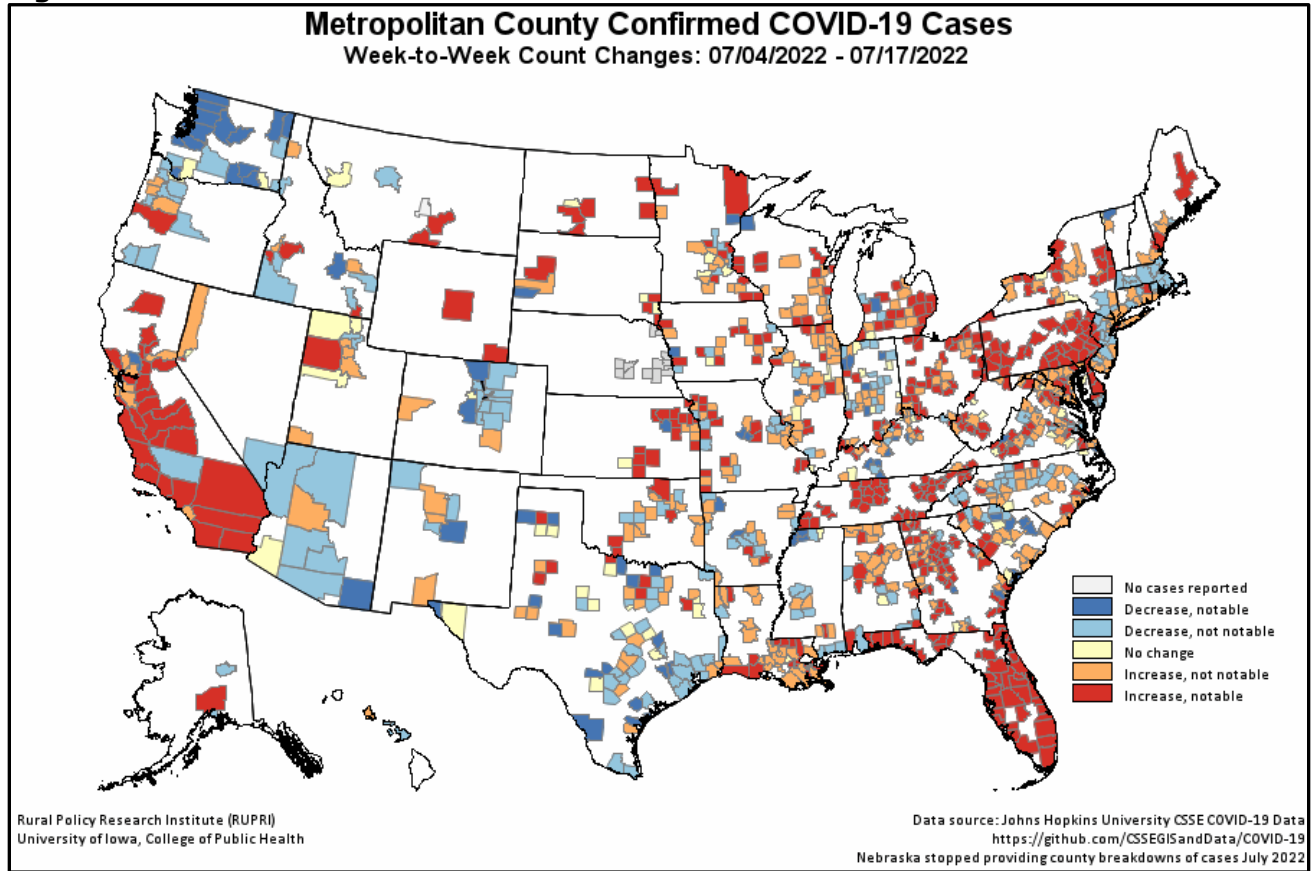 Metropolitan County Confirmed COVID-19 Cases
Week-to-Week Count Changes: 07/04/2022 - 07/17/2022
No cases reported
Decrease, notable
Decrease, not notable
No change
Increase, not notable
Increase, notable
Rural Policy Research Institute (RUPRI)
University of Iowa, College of Public Health
Data source: Johns Hopkins University CSSE COVID-19 Data
https://github.com/CSSEGISandData/COVID-19
Nebraska stopped providing county breakdowns of cases July 2022